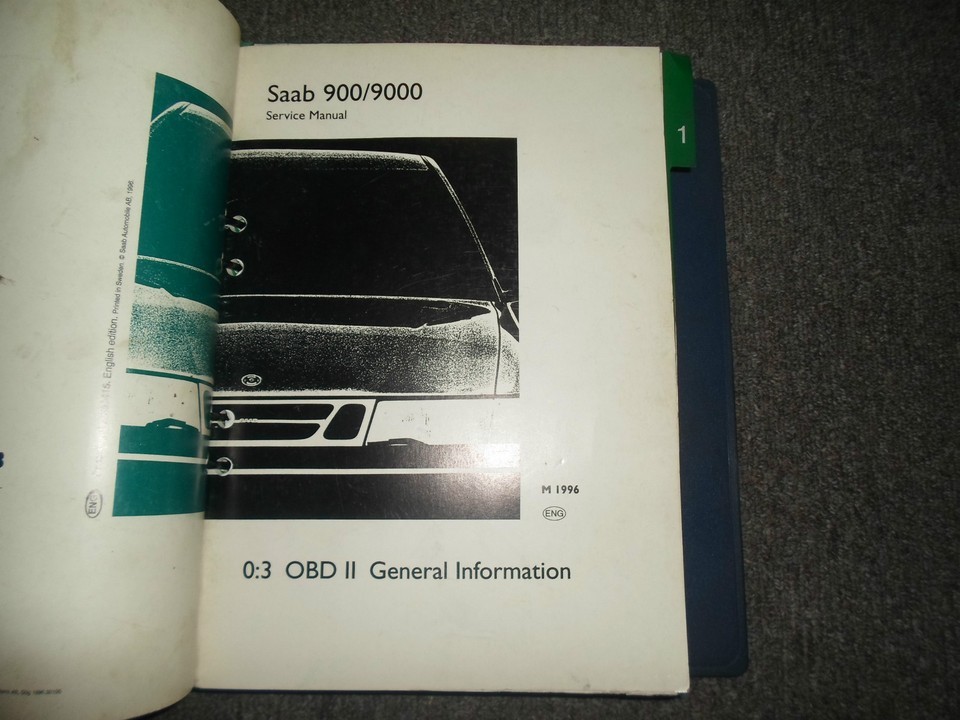 Saab 900/9000
Service Manual
1
M 1996
ENG
0:3 OBD II General Information
English edition. Printed in Sweden. © Saab Automobile AB, 1996.
ENG